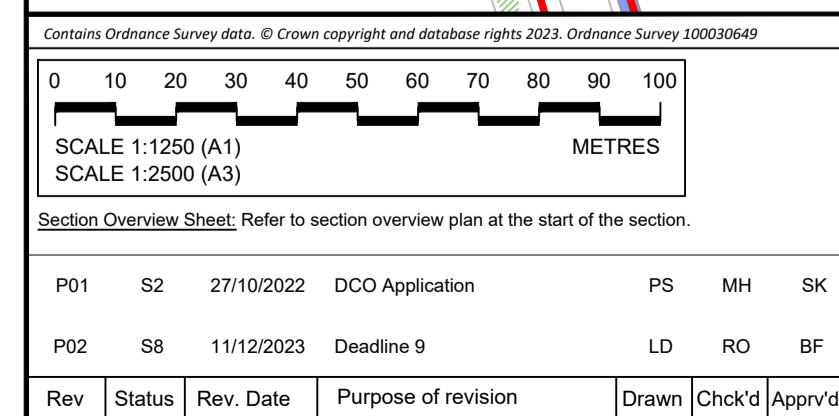 Contains Ordnance Survey data. © Crown copyright and database rights 2023. Ordnance Survey 100030649
0 10 20 30 40 50 60 70 80 90 100
SCALE 1:1250 (A1) METRES
SCALE 1:2500 (A3)
Section Overview Sheet: Refer to section overview plan at the start of the section.
P01 S2 27/10/2022 DCO Application PS MH SK
P02 S8 11/12/2023 Deadline 9 LD RO BF
Rev Status Rev. Date Purpose of revision Drawn Chck'd Apprv'd